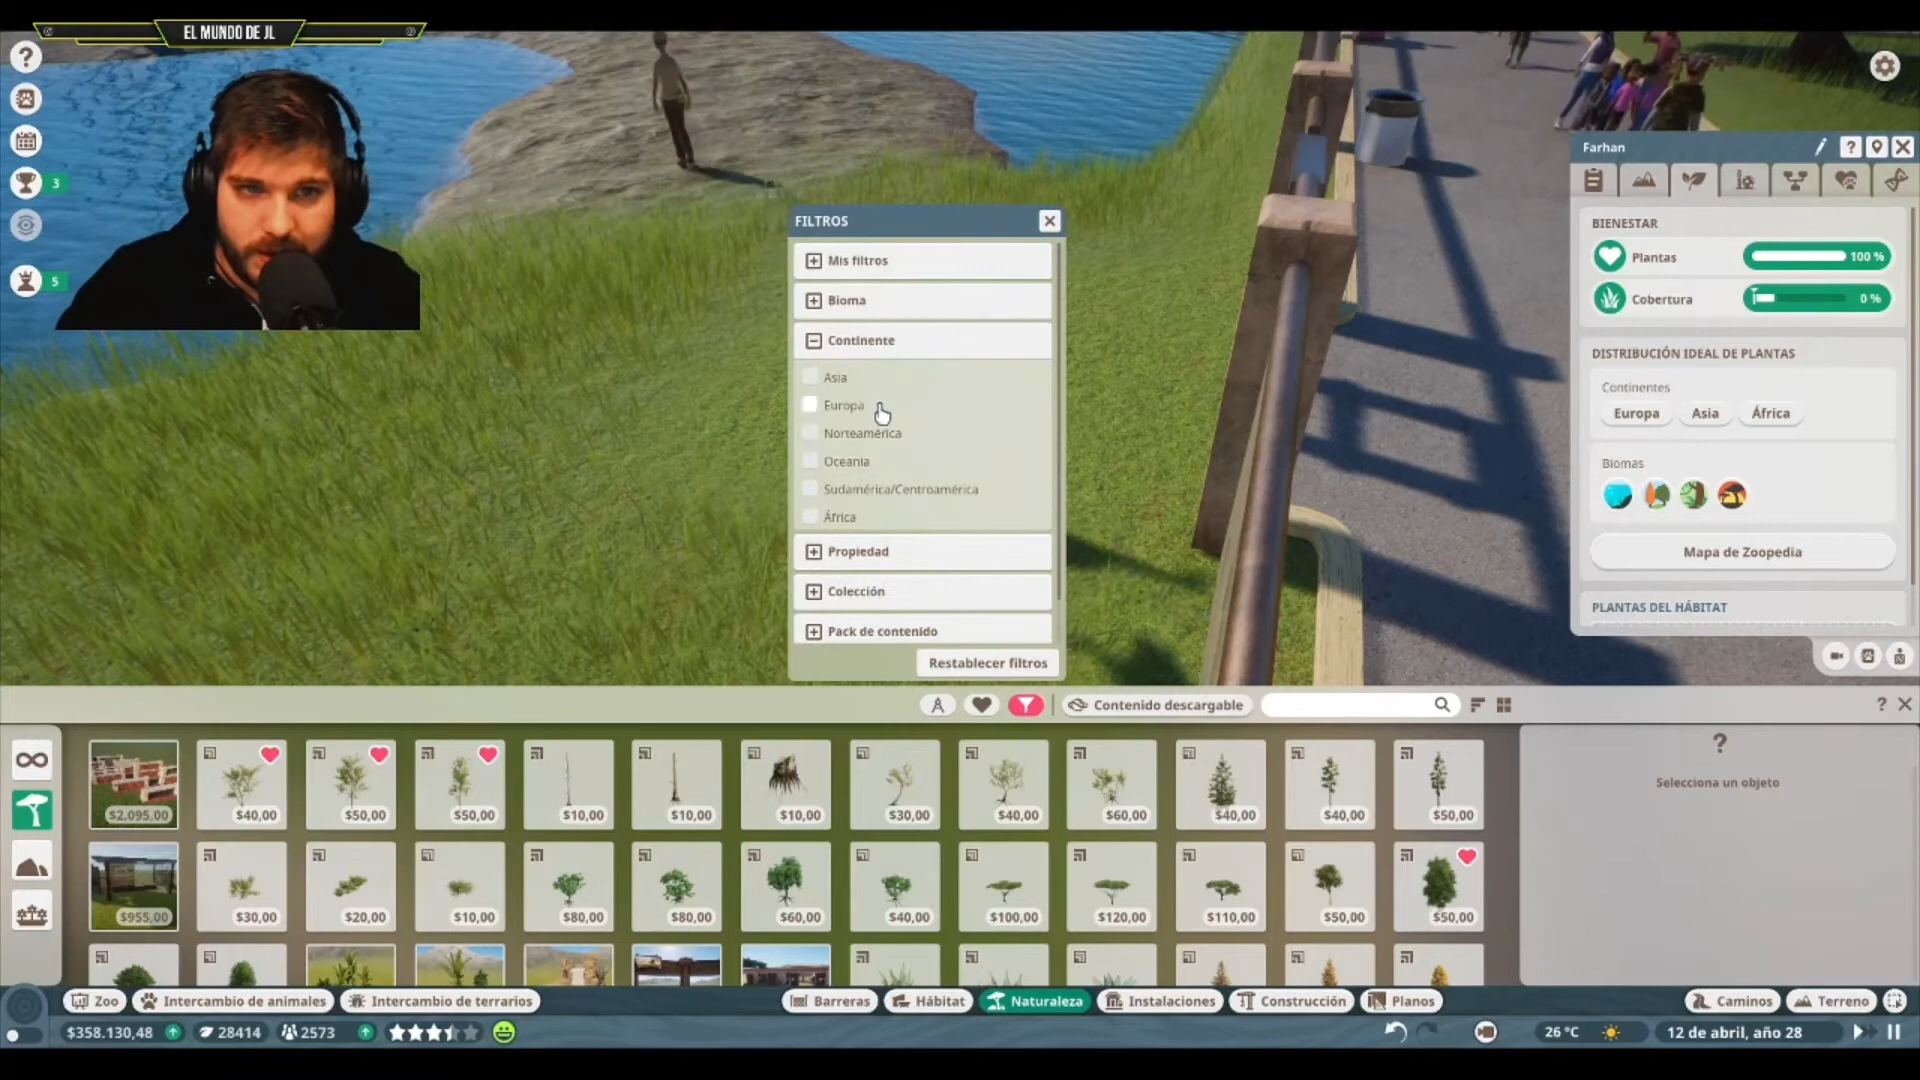 EL MUNDO DE JL
3
5
FILTROS
Mis filtros
Bioma
Continente
Asia
Europa
Norteamérica
Oceania
Sudamérica/Centroamérica
África
Propiedad
Colección
Pack de contenido
Restablecer filtros
Farhan
?
BIENESTAR
Plantas 100 %
Cobertura 0 %
DISTRIBUCIÓN IDEAL DE PLANTAS
Continentes
Europa Asia África
Biomas
Mapa de Zoopedia
PLANTAS DEL HÁBITAT
Contenido descargable
?
$2.095,00 $40,00 $50,00 $50,00 $10,00 $10,00 $10,00 $30,00 $40,00 $60,00 $40,00 $40,00 $50,00
$955,00 $30,00 $20,00 $10,00 $80,00 $80,00 $60,00 $40,00 $100,00 $120,00 $110,00 $50,00 $50,00
?
Selecciona un objeto
Zoo Intercambio de animales Intercambio de terrarios Barreras Hábitat Naturaleza Instalaciones Construcción Planos Caminos Terreno
$358.130,48 28414 2573 26 °C 12 de abril, año 28